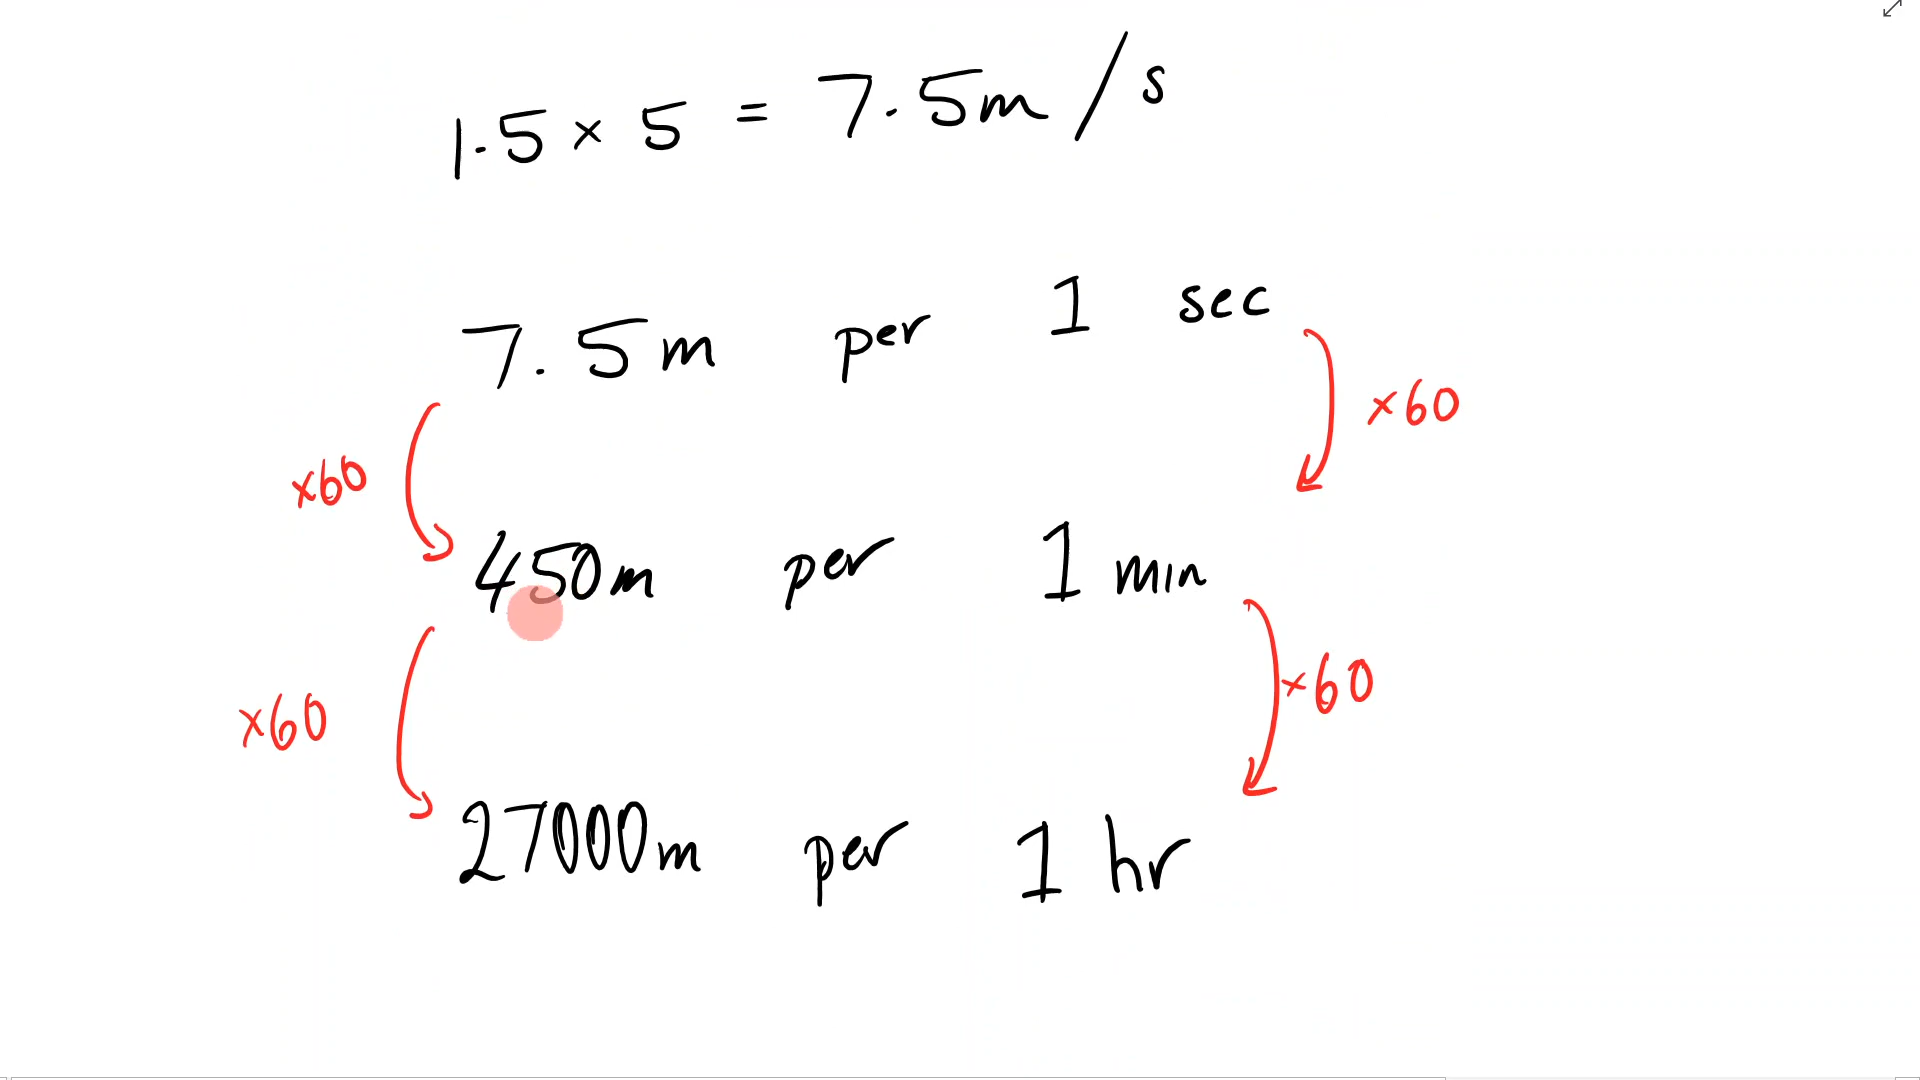 1.5 × 5 = 7.5m/s
7.5m per 1 sec
×60 ×60
450m per 1 min
×60 ×60
27000m per 1 hr